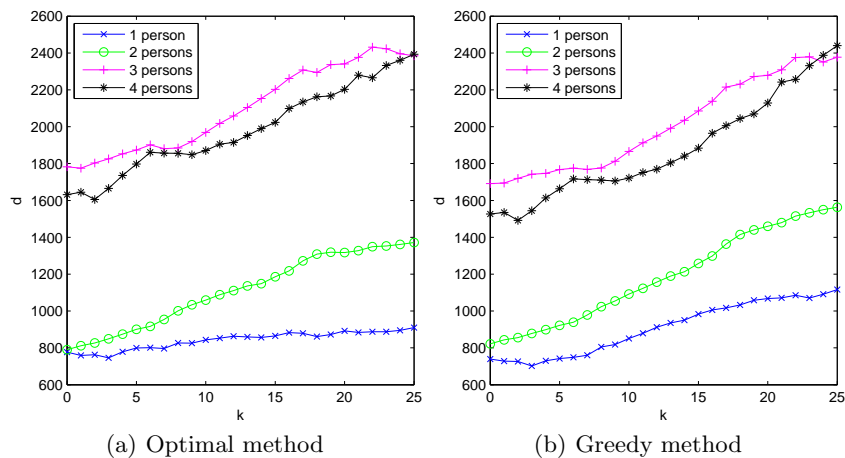 2600
2400
2200
2000
1800
1600
1400
1200
1000
800
600
d
1 person
2 persons
3 persons
4 persons
0 5 10 15 20 25
k
(a) Optimal method
2600
2400
2200
2000
1800
1600
1400
1200
1000
800
600
d
1 person
2 persons
3 persons
4 persons
0 5 10 15 20 25
k
(b) Greedy method